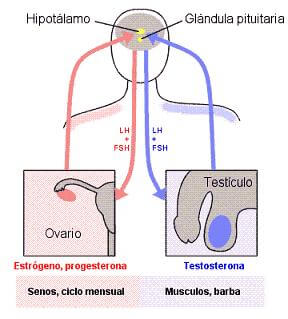 Hipotálamo
Glándula pituitaria
LH
+
FSH
LH
+
FSH
Ovario
Testículo
Estrógeno, progesterona
Testosterona
Senos, ciclo mensual
Musculos, barba